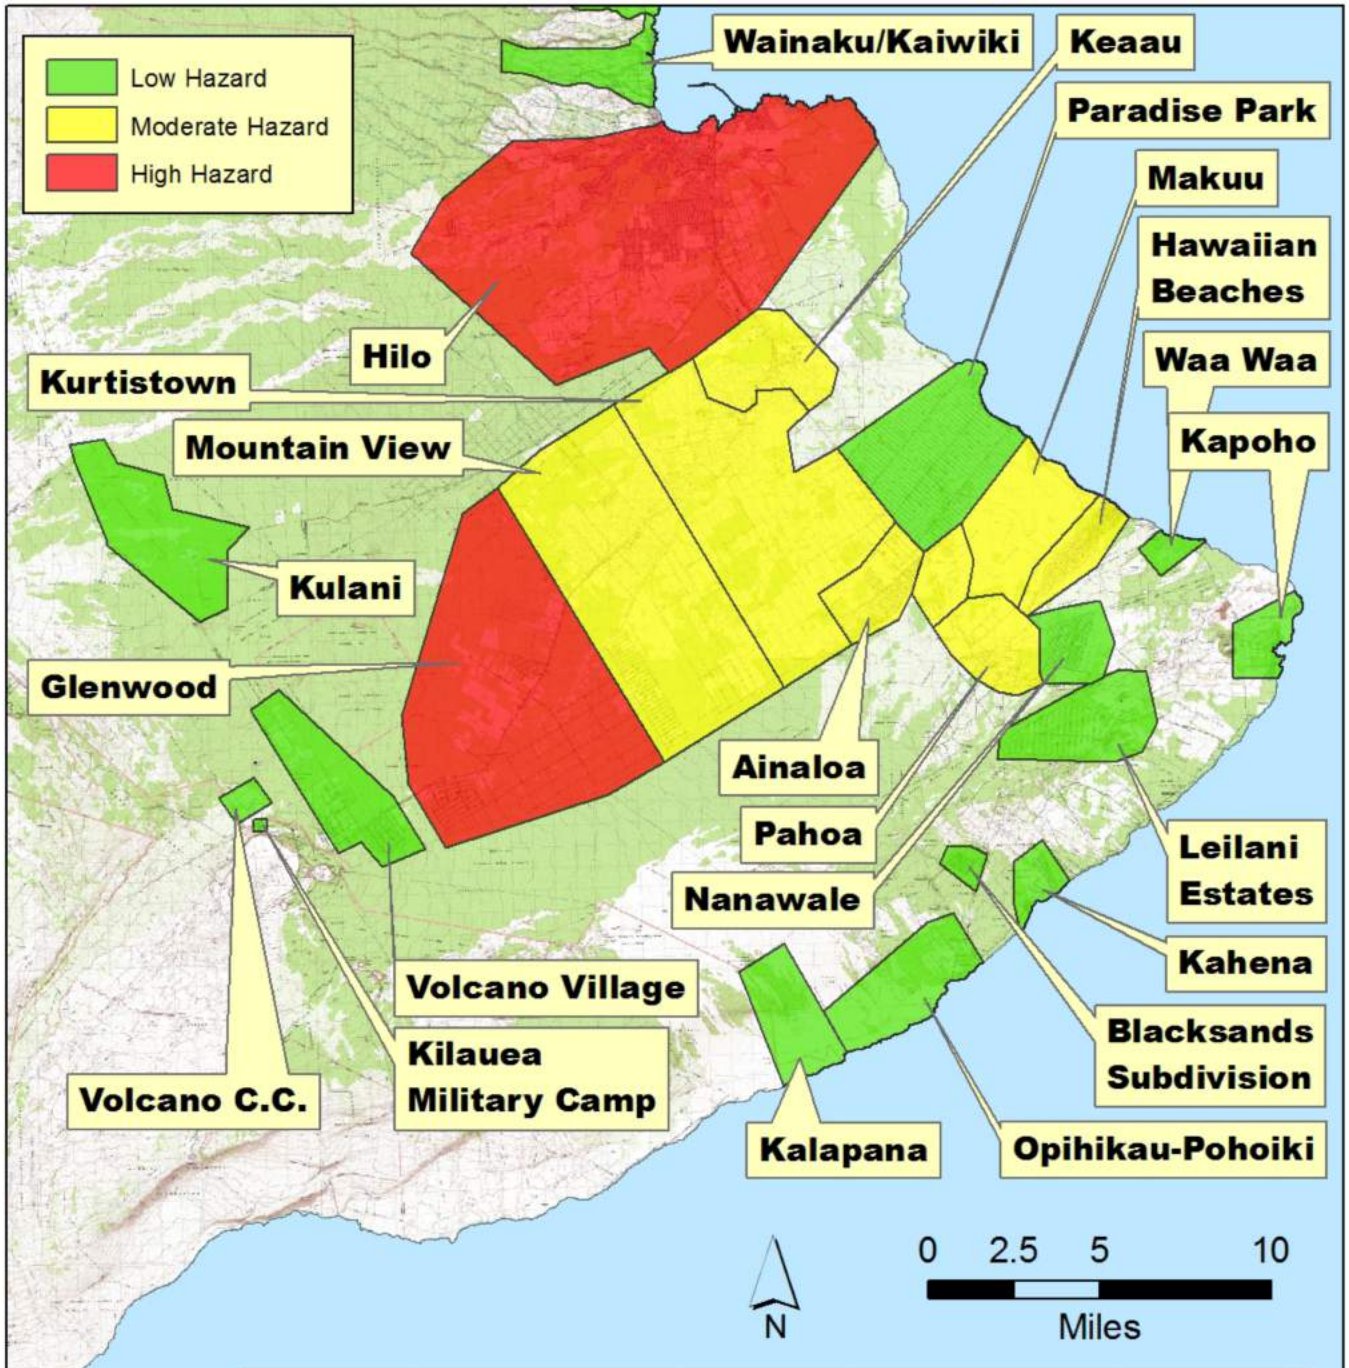 Low Hazard
Moderate Hazard
High Hazard
Wainaku/Kaiwiki
Keaau
Paradise Park
Makuu
Hawaiian
Beaches
Waa Waa
Kapoho
Hilo
Kurtistown
Mountain View
Kulani
Glenwood
Ainaloa
Pahoa
Nanawale
Leilani
Estates
Kahena
Blacksands
Subdivision
Volcano Village
Kilauea
Military Camp
Volcano C.C.
Kalapana
Opihikau-Pohoiki
0 2.5 5 10
Miles
N